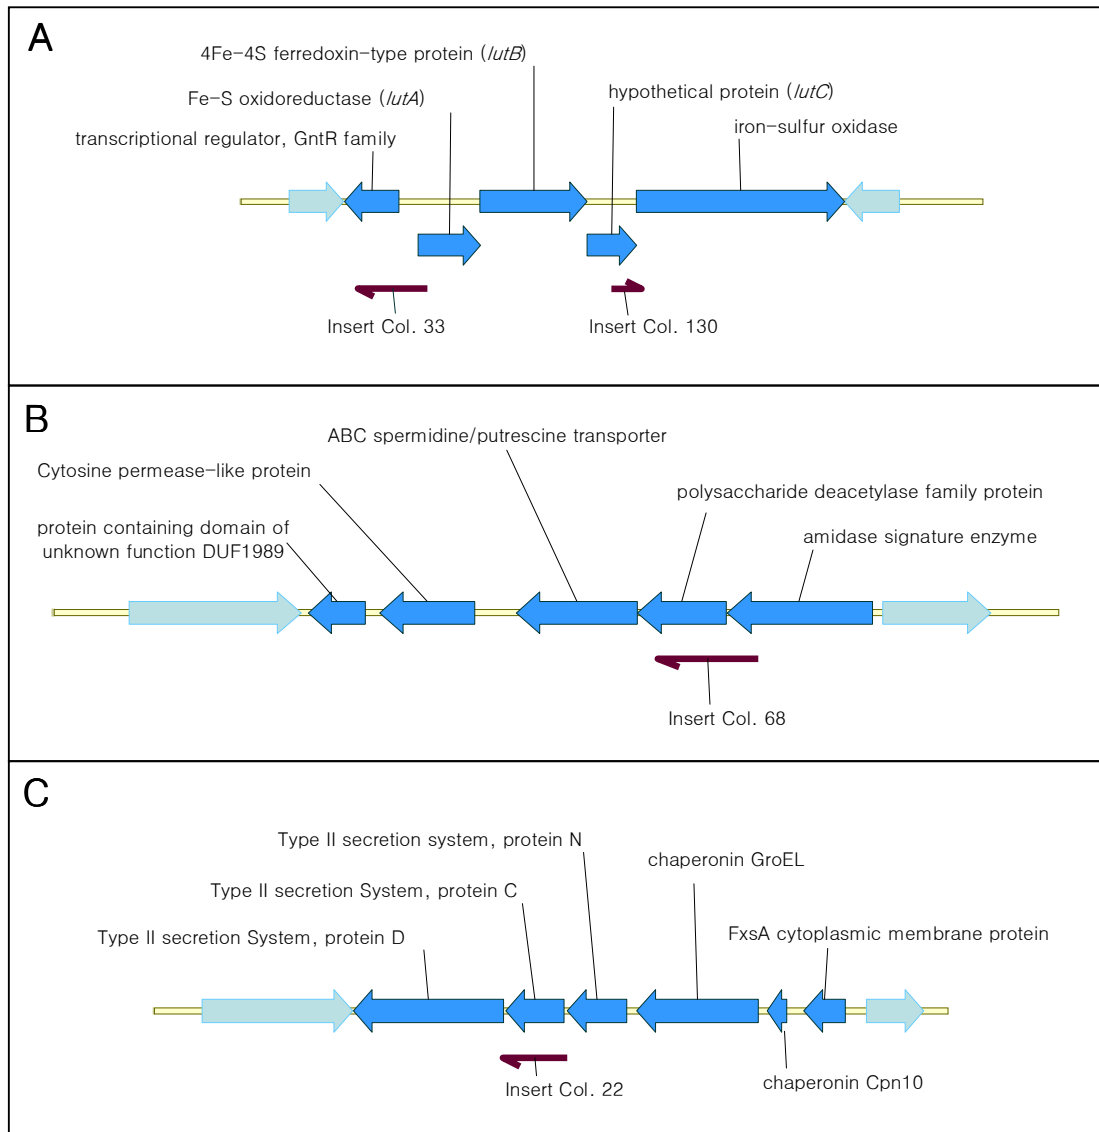 A
4Fe-4S ferredoxin-type protein (lutB)
Fe-S oxidoreductase (lutA)
hypothetical protein (lutC)
transcriptional regulator, GntR family
iron-sulfur oxidase
Insert Col. 33
Insert Col. 130
B
ABC spermidine/putrescine transporter
Cytosine permease-like protein
polysaccharide deacetylase family protein
protein containing domain of
unknown function DUF1989
amidase signature enzyme
Insert Col. 68
C
Type II secretion system, protein N
chaperonin GroEL
Type II secretion System, protein C
Type II secretion System, protein D
FxsA cytoplasmic membrane protein
Insert Col. 22
chaperonin Cpn10